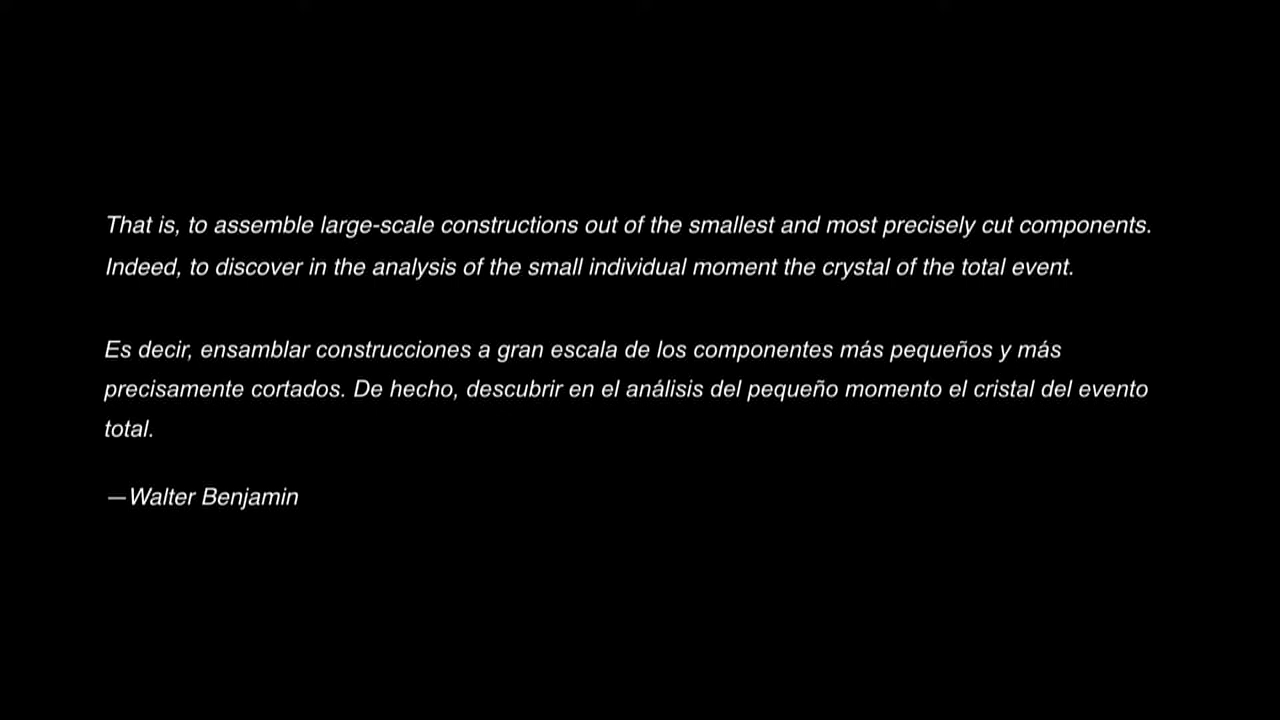 That is, to assemble large-scale constructions out of the smallest and most precisely cut components.
Indeed, to discover in the analysis of the small individual moment the crystal of the total event.
Es decir, ensamblar construcciones a gran escala de los componentes más pequeños y más
precisamente cortados. De hecho, descubrir en el análisis del pequeño momento el cristal del evento
total.
—Walter Benjamin